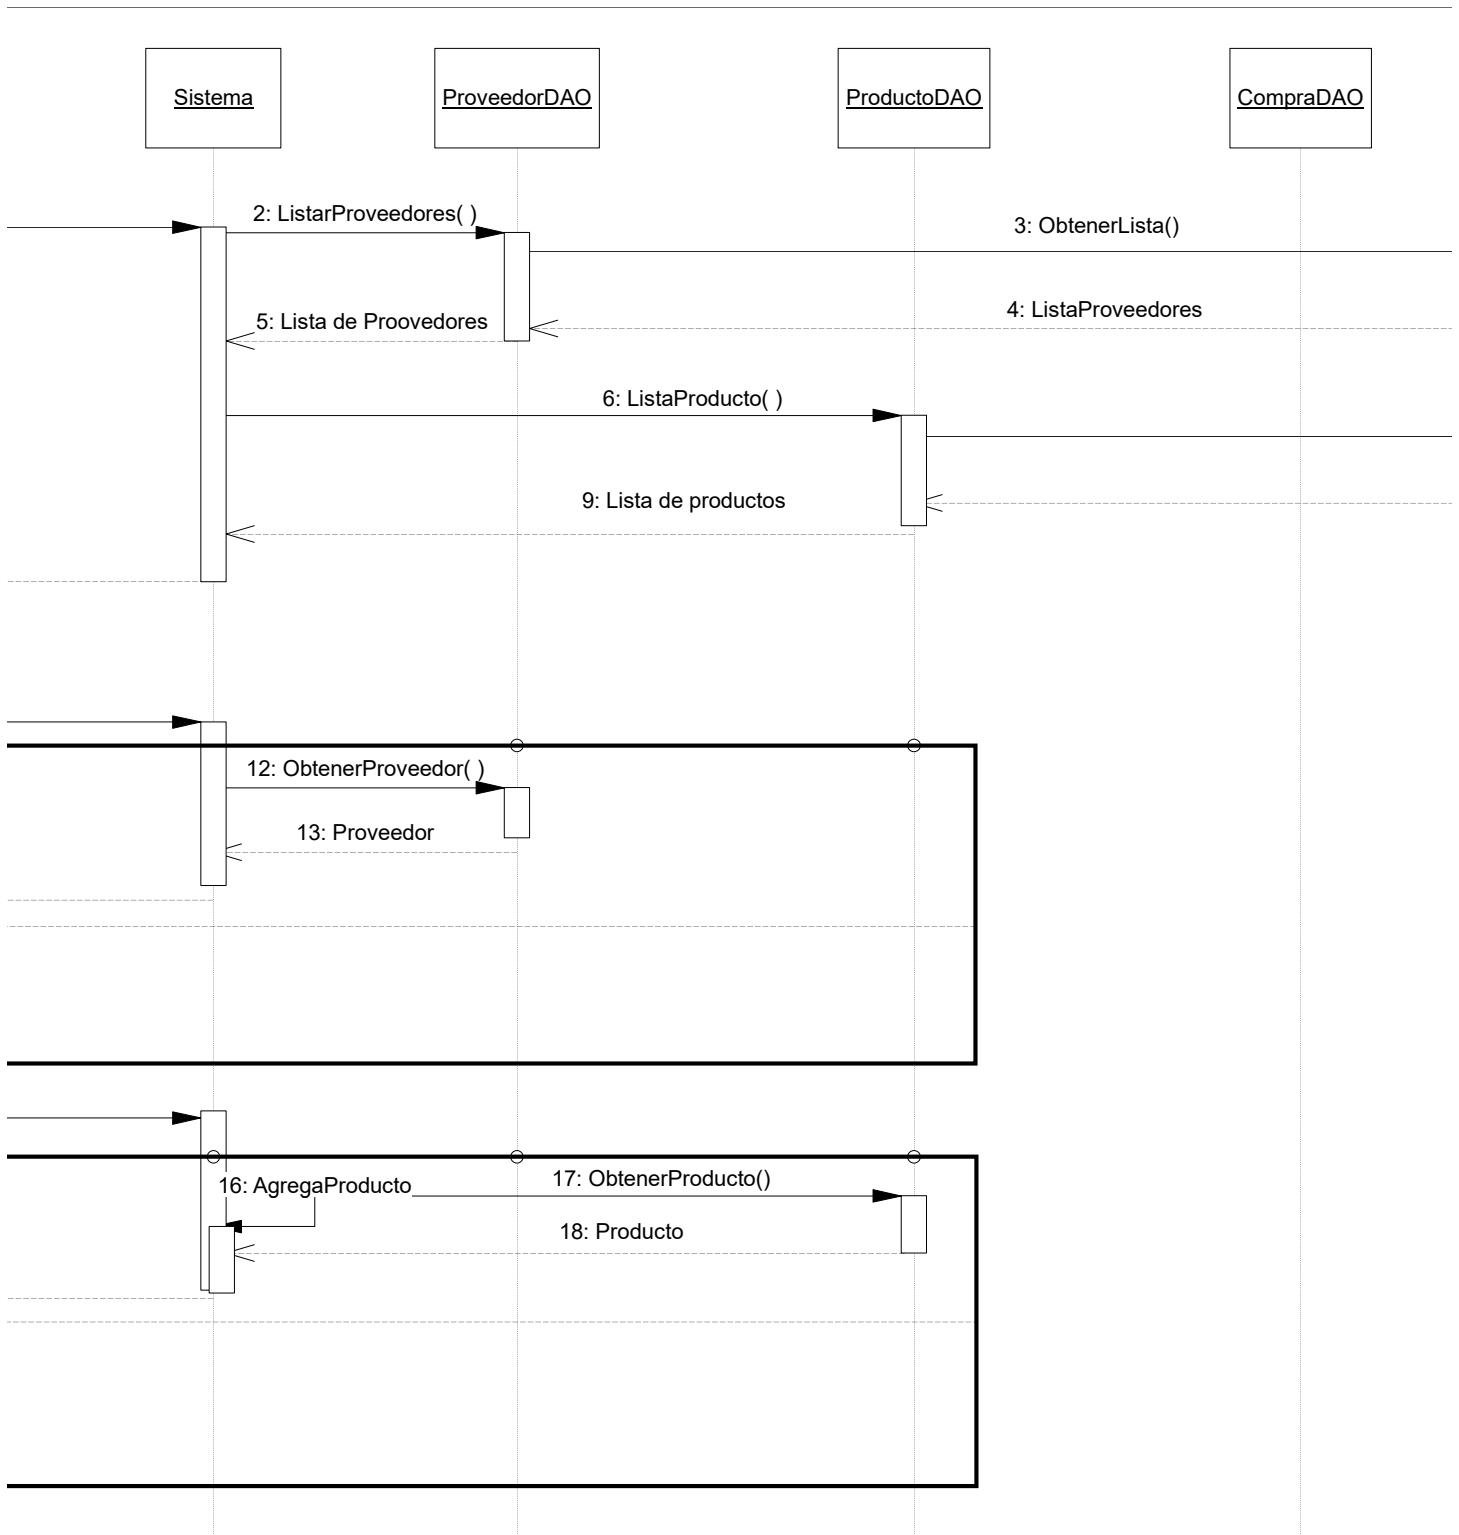 Sistema
ProveedorDAO
ProductoDAO
CompraDAO
2: ListarProveedores( )
3: ObtenerLista()
4: ListaProveedores
5: Lista de Proovedores
6: ListaProducto( )
9: Lista de productos
12: ObtenerProveedor( )
13: Proveedor
16: AgregaProducto
17: ObtenerProducto()
18: Producto